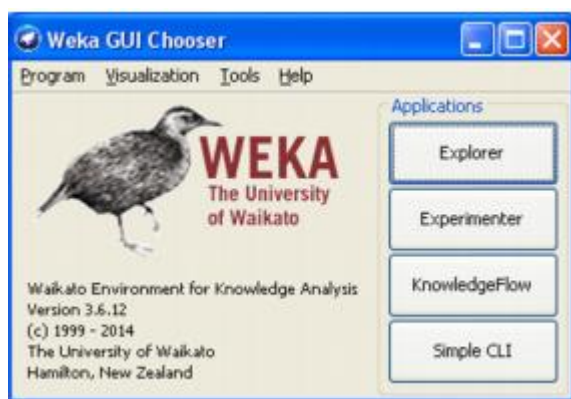 Weka GUI Chooser
Program Visualization Tools Help
Applications
WEKA
The University
of Waikato
Explorer
Experimenter
KnowledgeFlow
Simple CLI
Waikato Environment for Knowledge Analysis
Version 3.6.12
(c) 1999 - 2014
The University of Waikato
Hamilton, New Zealand